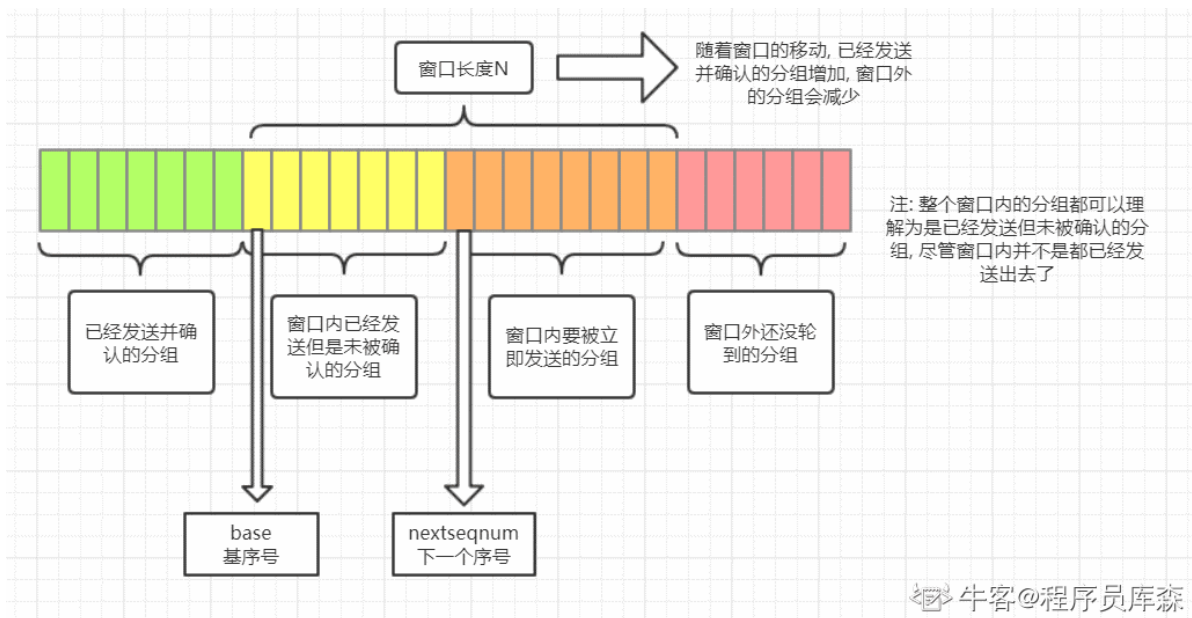 窗口长度N
随着窗口的移动, 已经发送
并确认的分组增加, 窗口外
的分组会减少
注: 整个窗口内的分组都可以理
解为是已经发送但未被确认的分
组, 尽管窗口内并不是都已经发
送出去了
已经发送并确
认的分组
窗口内已经发
送但是未被确
认的分组
窗口内要被立
即发送的分组
窗口外还没轮
到的分组
base
基序号
nextseqnum
下一个序号
牛客@程序员库森